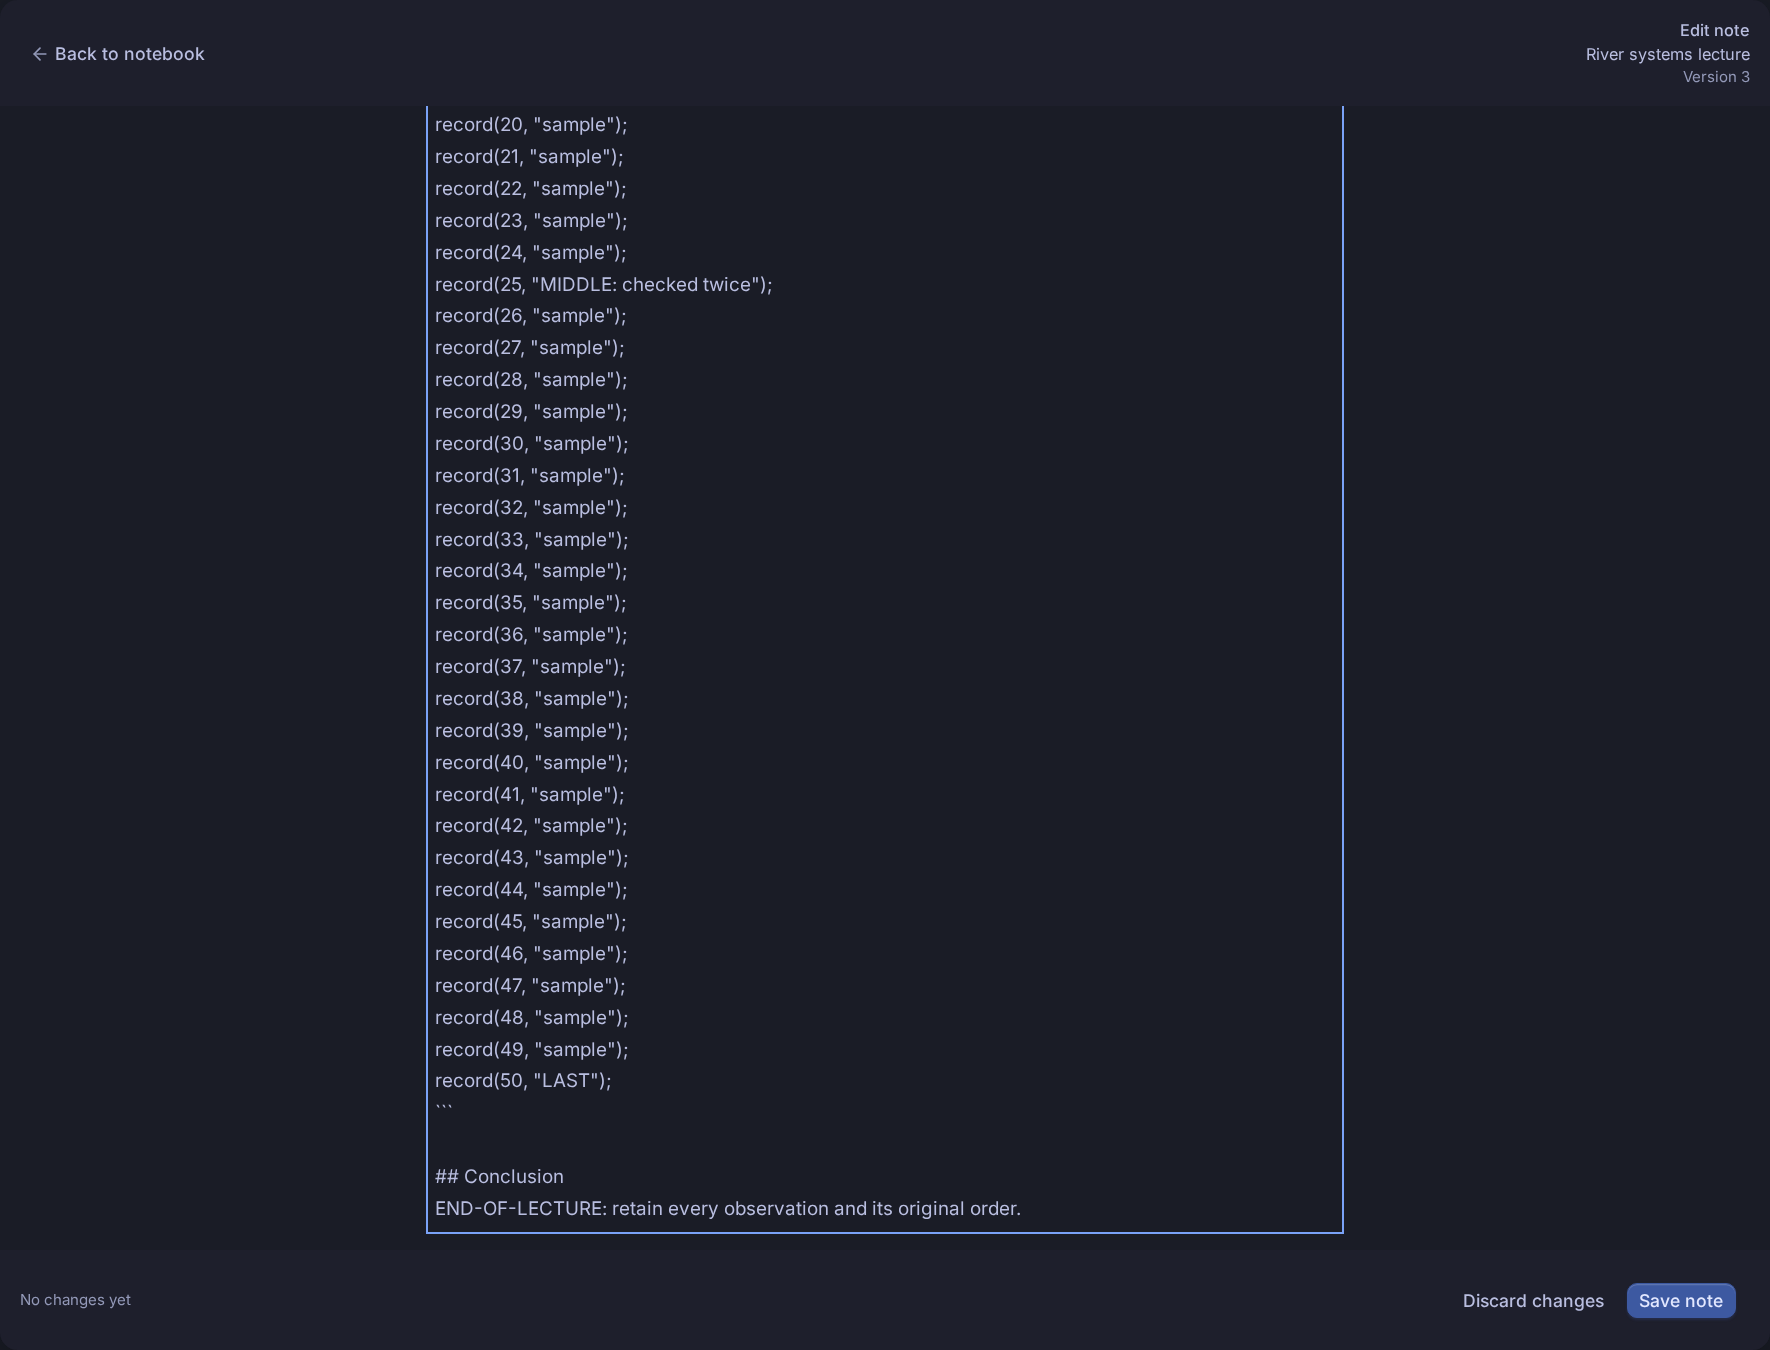 Back to notebook
Edit note
River systems lecture
Version 3
record(20, "sample");
record(21, "sample");
record(22, "sample");
record(23, "sample");
record(24, "sample");
record(25, "MIDDLE: checked twice");
record(26, "sample");
record(27, "sample");
record(28, "sample");
record(29, "sample");
record(30, "sample");
record(31, "sample");
record(32, "sample");
record(33, "sample");
record(34, "sample");
record(35, "sample");
record(36, "sample");
record(37, "sample");
record(38, "sample");
record(39, "sample");
record(40, "sample");
record(41, "sample");
record(42, "sample");
record(43, "sample");
record(44, "sample");
record(45, "sample");
record(46, "sample");
record(47, "sample");
record(48, "sample");
record(49, "sample");
record(50, "LAST");
```
## Conclusion
END-OF-LECTURE: retain every observation and its original order.
No changes yet
Discard changes
Save note